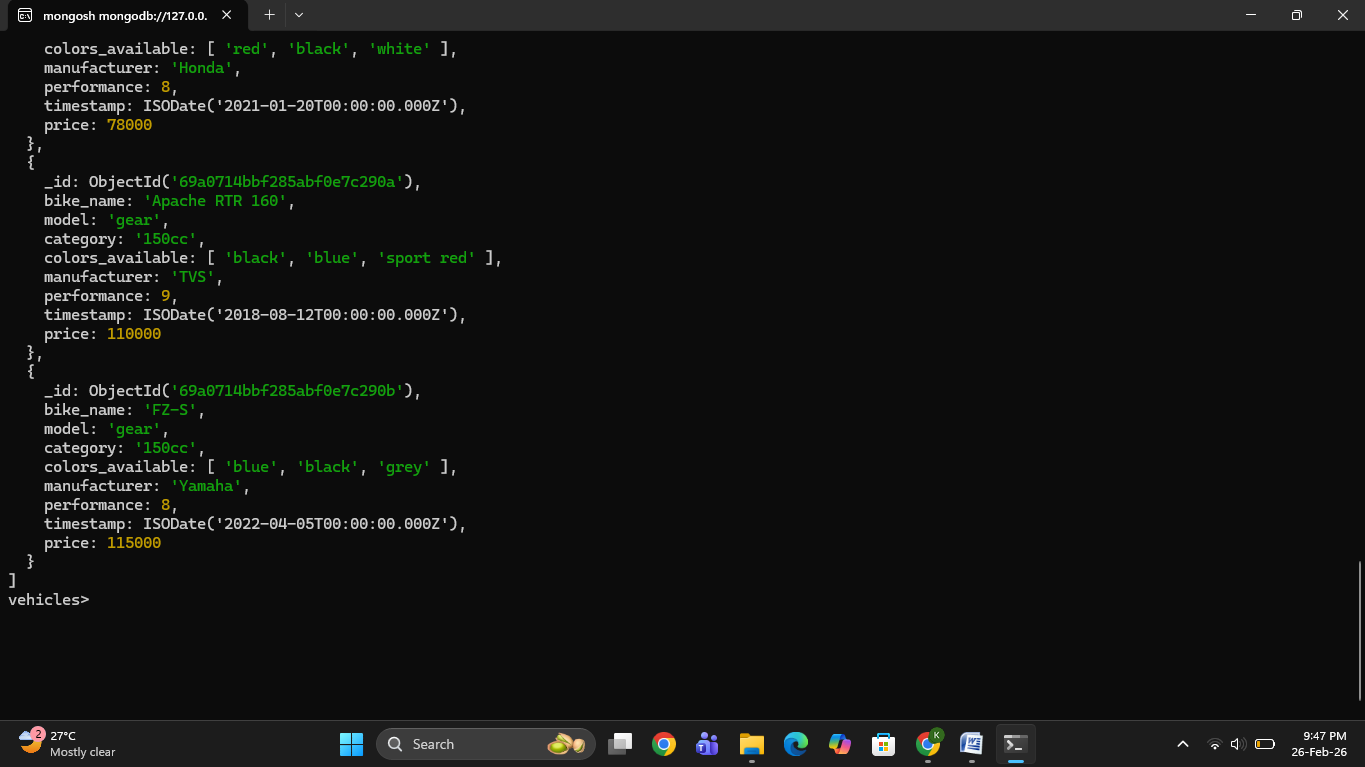 mongosh mongodb://127.0.0.
    colors_available: [ 'red', 'black', 'white' ],
    manufacturer: 'Honda',
    performance: 8,
    timestamp: ISODate('2021-01-20T00:00:00.000Z'),
    price: 78000
  },
  {
    _id: ObjectId('69a0714bbf285abf0e7c290a'),
    bike_name: 'Apache RTR 160',
    model: 'gear',
    category: '150cc',
    colors_available: [ 'black', 'blue', 'sport red' ],
    manufacturer: 'TVS',
    performance: 9,
    timestamp: ISODate('2018-08-12T00:00:00.000Z'),
    price: 110000
  },
  {
    _id: ObjectId('69a0714bbf285abf0e7c290b'),
    bike_name: 'FZ-S',
    model: 'gear',
    category: '150cc',
    colors_available: [ 'blue', 'black', 'grey' ],
    manufacturer: 'Yamaha',
    performance: 8,
    timestamp: ISODate('2022-04-05T00:00:00.000Z'),
    price: 115000
  }
]
vehicles>
2
27°C
Mostly clear
Search
K
9:47 PM
26-Feb-26